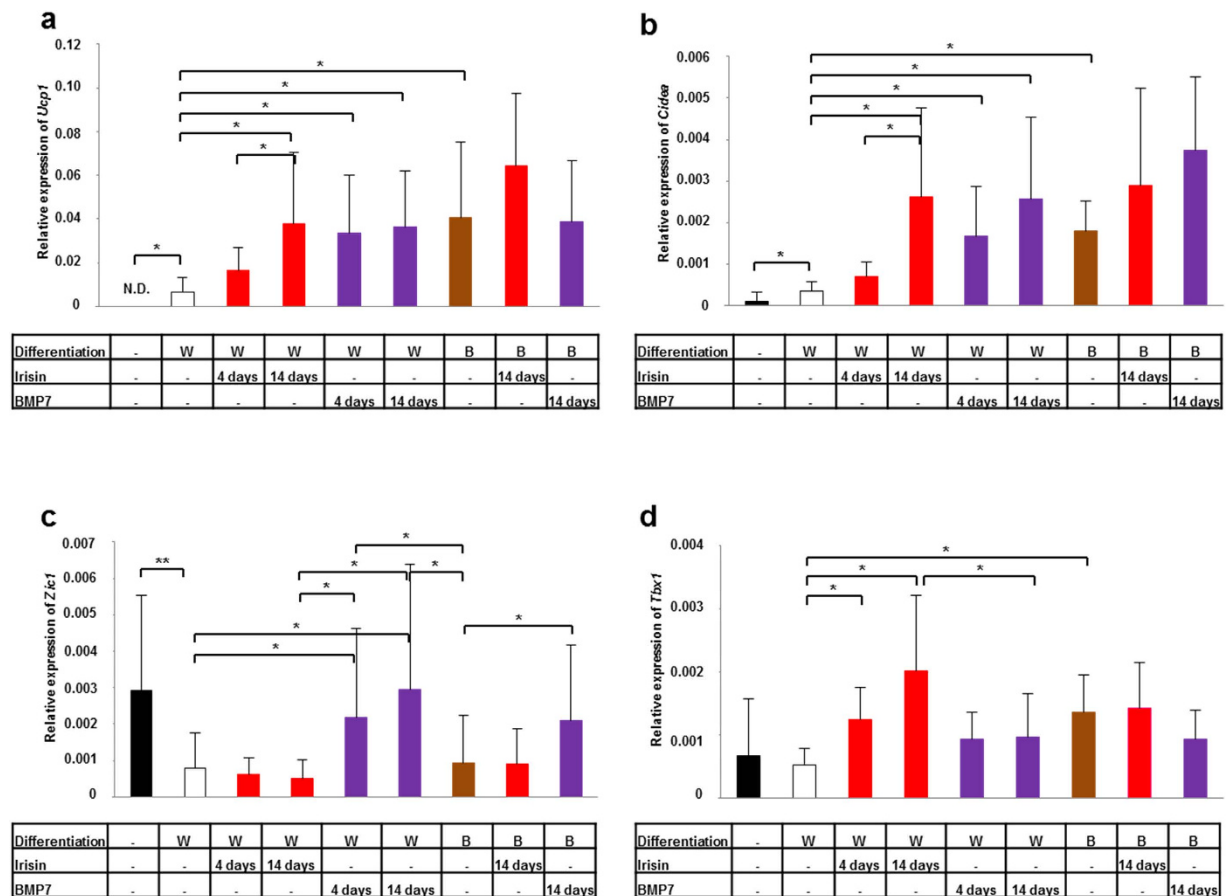 a
Relative expression of Ucp1
0.12
0.10
0.08
0.06
0.04
0.02
0
N.D.
*
*
*
*
*
*
Differentiation - W W W W W B B B
Irisin - - 4 days 14 days - - - 14 days -
BMP7 - - - - 4 days 14 days - - 14 days
b
Relative expression of Cidea
0.006
0.005
0.004
0.003
0.002
0.001
0
*
*
*
*
*
*
Differentiation - W W W W W B B B
Irisin - - 4 days 14 days - - - 14 days -
BMP7 - - - - 4 days 14 days - - 14 days
c
Relative expression of Zic1
0.007
0.006
0.005
0.004
0.003
0.002
0.001
0
**
*
*
*
*
*
*
*
Differentiation - W W W W W B B B
Irisin - - 4 days 14 days - - - 14 days -
BMP7 - - - - 4 days 14 days - - 14 days
d
Relative expression of Tbx1
0.004
0.003
0.002
0.001
0
*
*
*
*
Differentiation - W W W W W B B B
Irisin - - 4 days 14 days - - - 14 days -
BMP7 - - - - 4 days 14 days - - 14 days